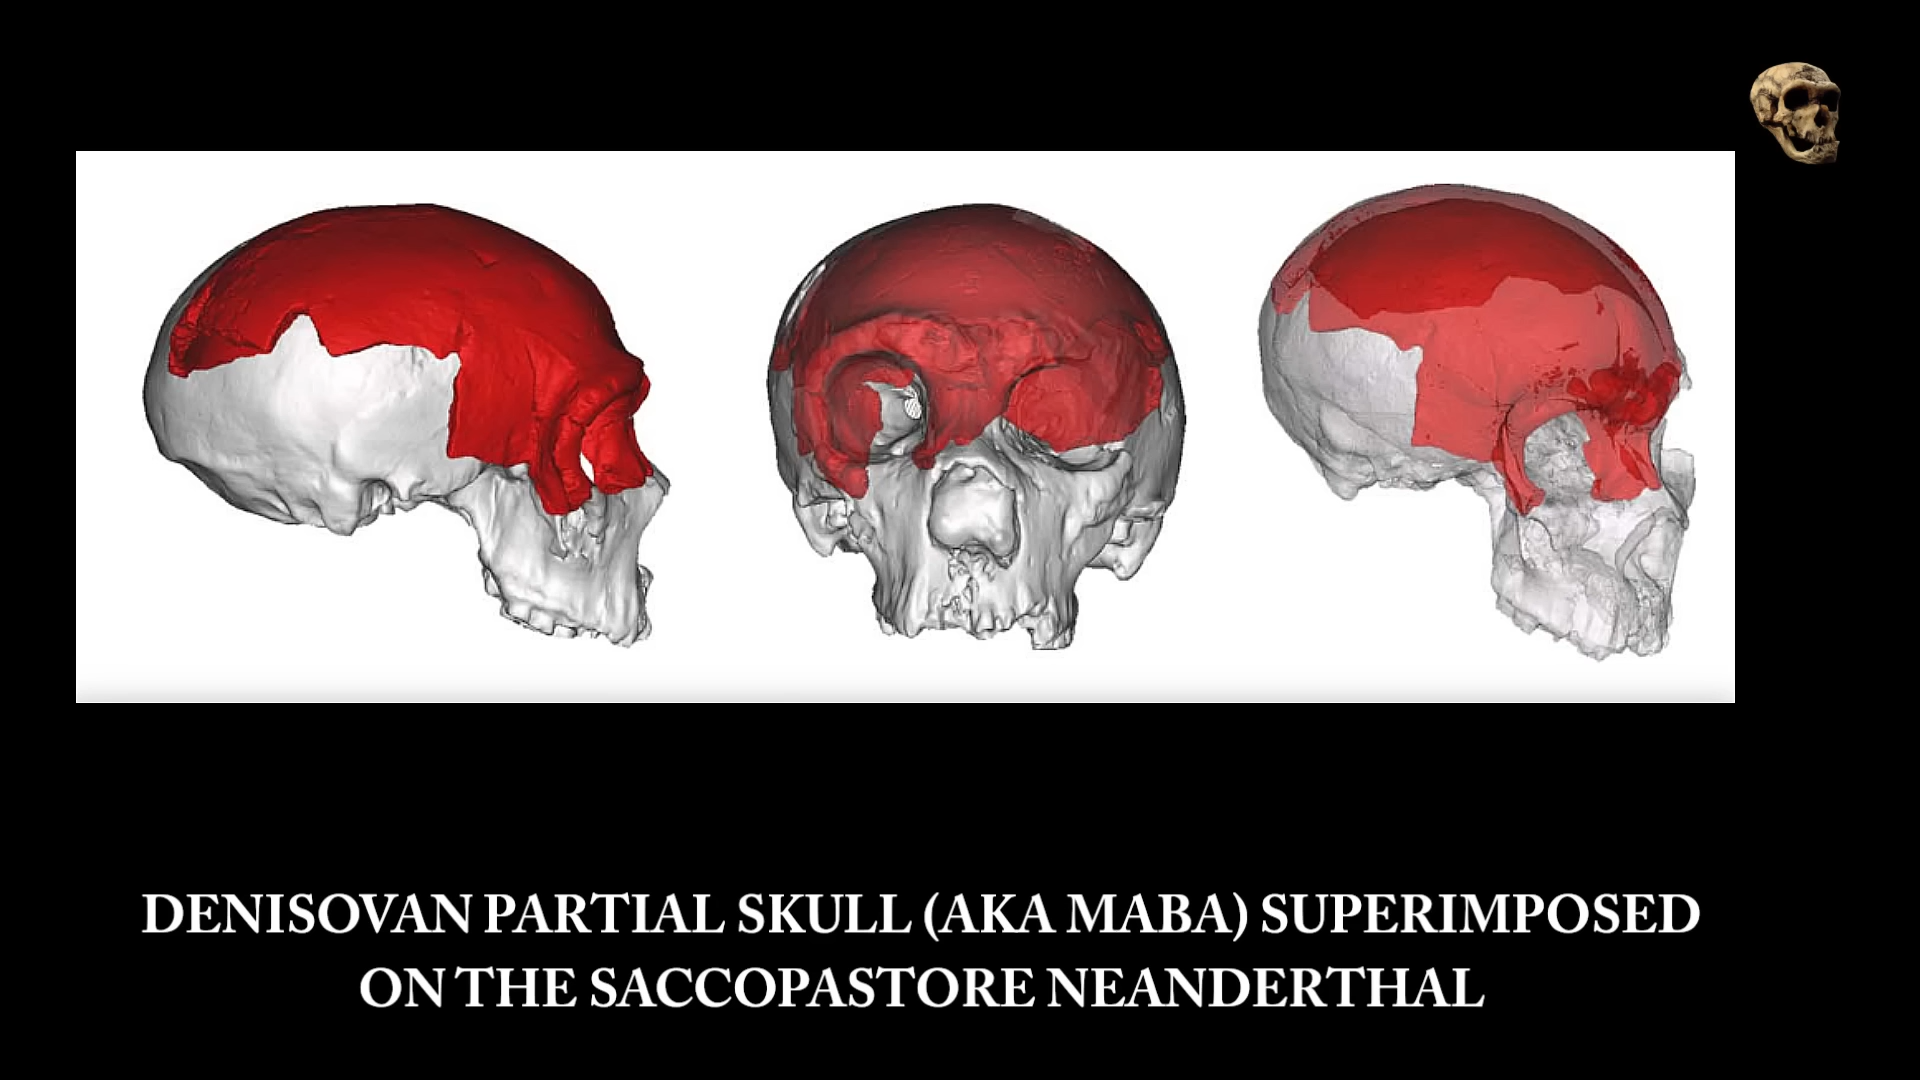 DENISOVAN PARTIAL SKULL (AKA MABA) SUPERIMPOSED
ON THE SACCOPASTORE NEANDERTHAL